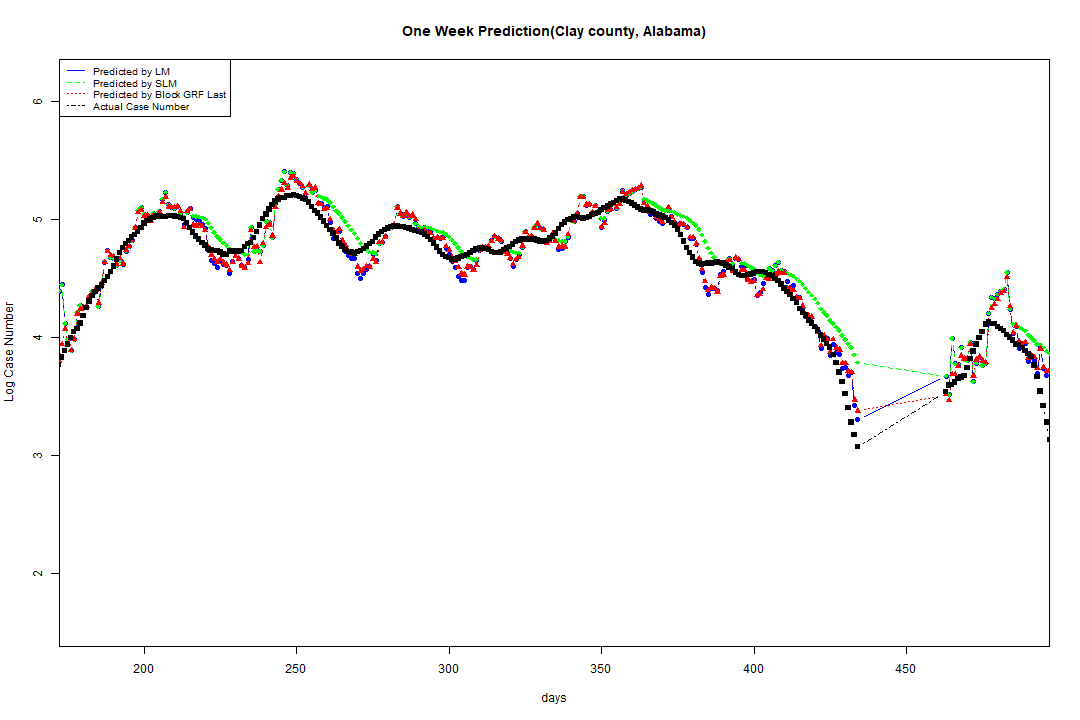 One Week Prediction(Clay county, Alabama)
Predicted by LM
Predicted by SLM
Predicted by Block GRF Last
Actual Case Number
Log Case Number
6
5
4
3
2
200 250 300 350 400 450
days